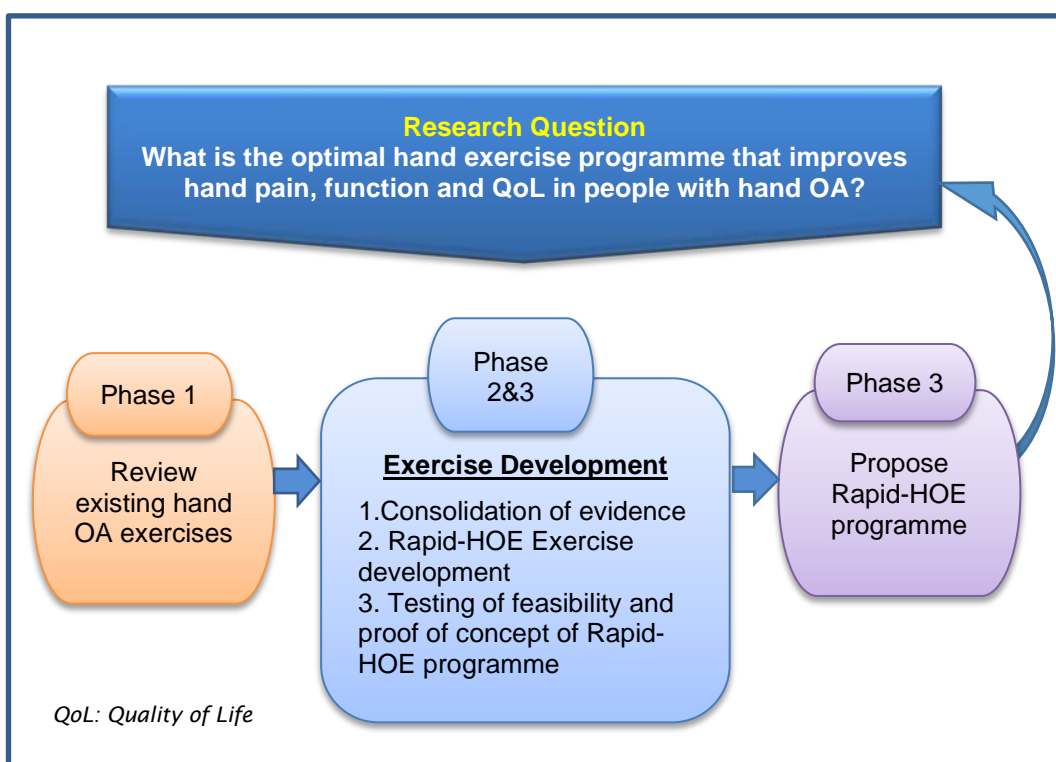 Research Question
What is the optimal hand exercise programme that improves
hand pain, function and QoL in people with hand OA?
Phase 1
Review
existing hand
OA exercises
Phase
2&3
Exercise Development
1.Consolidation of evidence
2. Rapid-HOE Exercise
development
3. Testing of feasibility and
proof of concept of Rapid-
HOE programme
Phase 3
Propose
Rapid-HOE
programme
QoL: Quality of Life